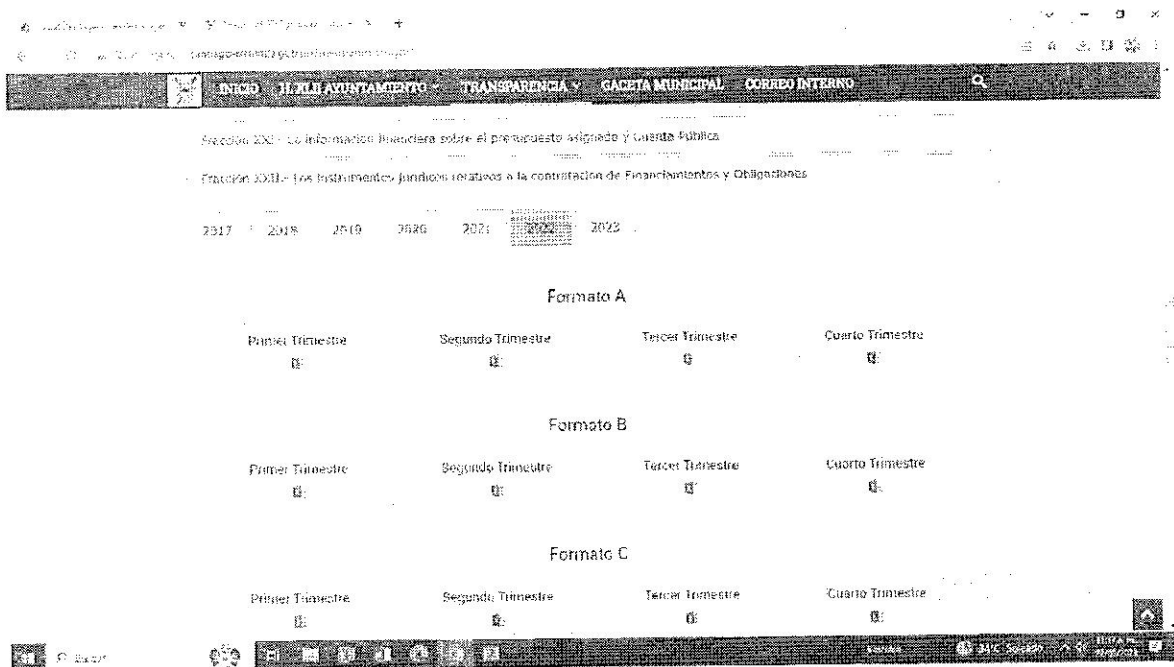 INICIO H. XLII AYUNTAMIENTO TRANSPARENCIA GACETA MUNICIPAL CORREO INTERNO
Fracción XXI.- La información financiera sobre el presupuesto asignado y Cuenta Pública
Fracción XXII.- Los Instrumentos Jurídicos relativos a la contratación de Financiamientos y Obligaciones
2017 2018 2019 2020 2021 2022 2023
Formato A
Primer Trimestre Segundo Trimestre Tercer Trimestre Cuarto Trimestre
Formato B
Primer Trimestre Segundo Trimestre Tercer Trimestre Cuarto Trimestre
Formato C
Primer Trimestre Segundo Trimestre Tercer Trimestre Cuarto Trimestre
34°C Soleado